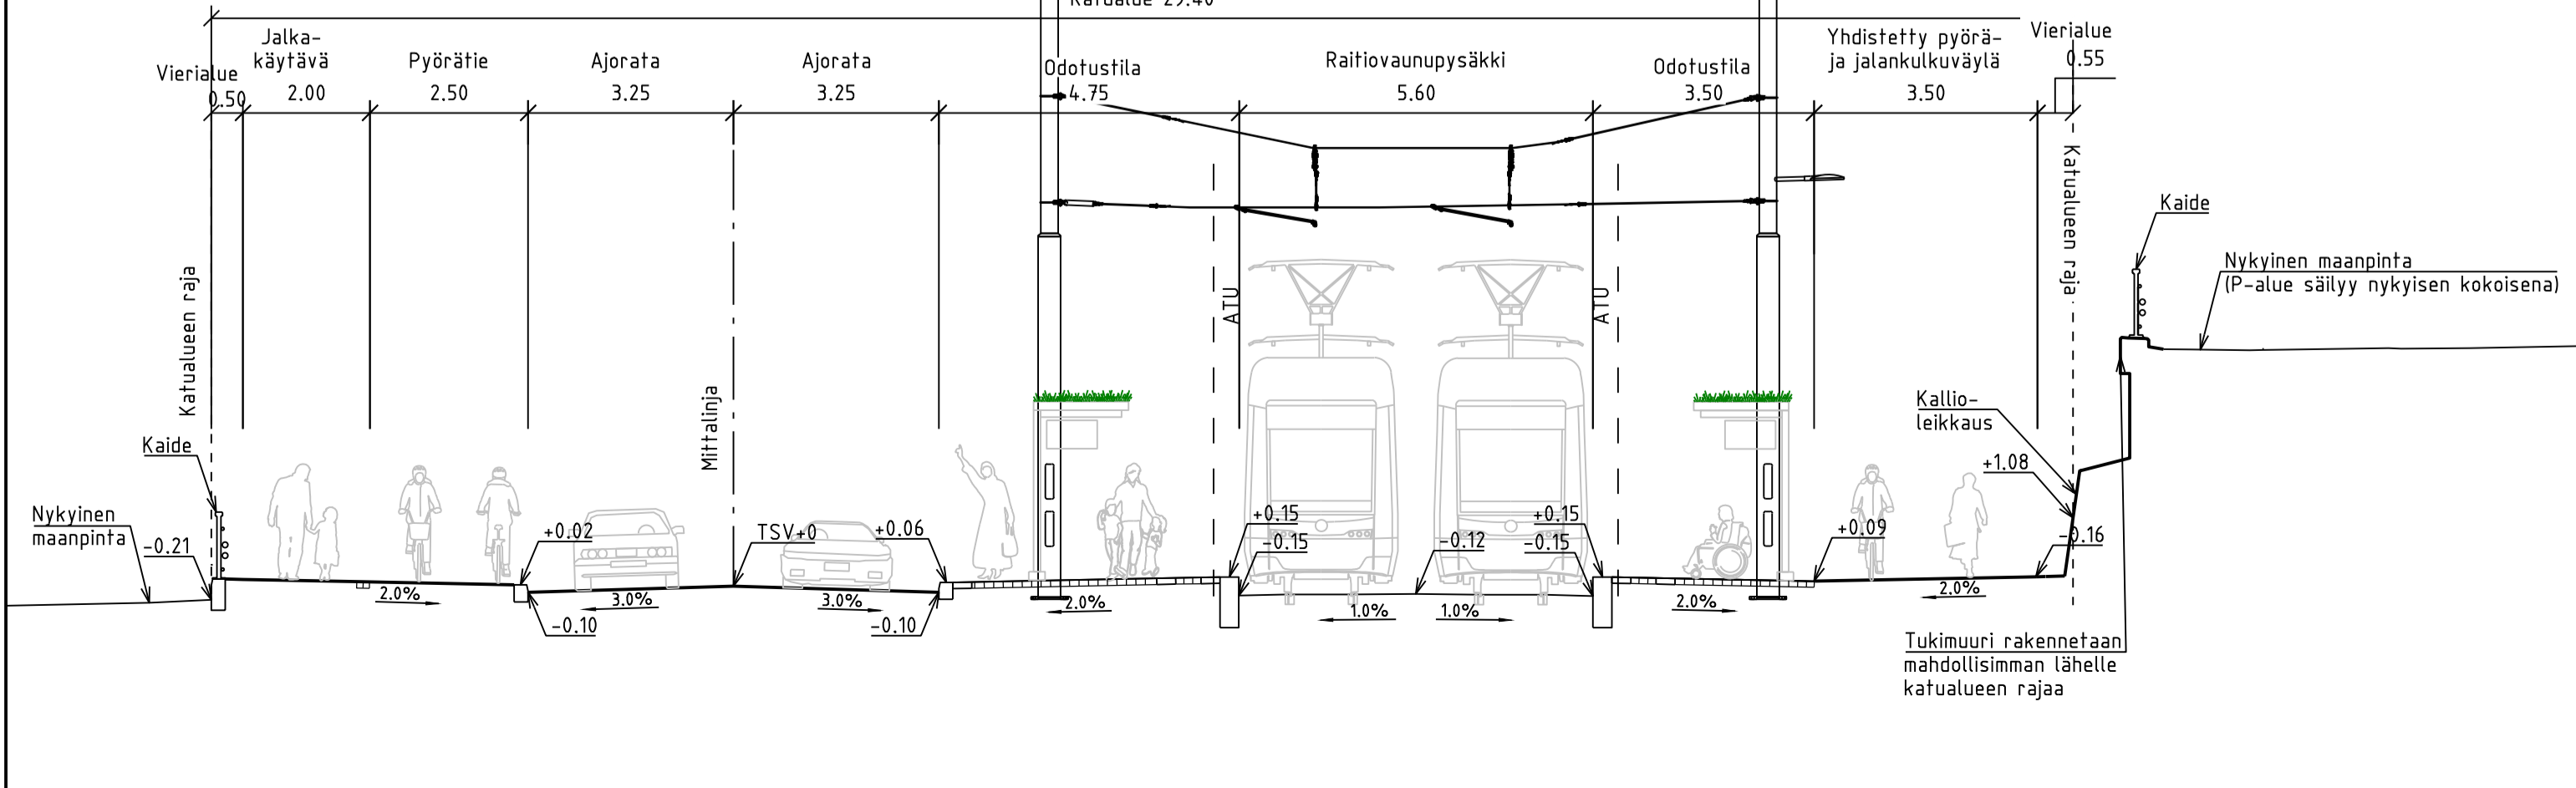 Katualue 29.40
Vierialue
0.50
Jalka-
käytävä
2.00
Pyörätie
2.50
Ajorata
3.25
Ajorata
3.25
Odotustila
4.75
Raitiovaunupysäkki
5.60
Odotustila
3.50
Yhdistetty pyörä-
ja jalankulkuväylä
3.50
Vierialue
0.55
Katualueen raja
Mittalinja
ATU
ATU
Katualueen raja
Kaide
Nykyinen maanpinta
(P-alue säilyy nykyisen kokoisena)
Kallio-
leikkaus
+1.08
Kaide
Nykyinen
maanpinta
-0.21
+0.02
TSV+0
+0.06
+0.15
-0.15
-0.12
+0.15
-0.15
+0.09
-0.16
2.0%
3.0%
3.0%
2.0%
1.0%
1.0%
2.0%
2.0%
-0.10
-0.10
Tukimuuri rakennetaan
mahdollisimman lähelle
katualueen rajaa